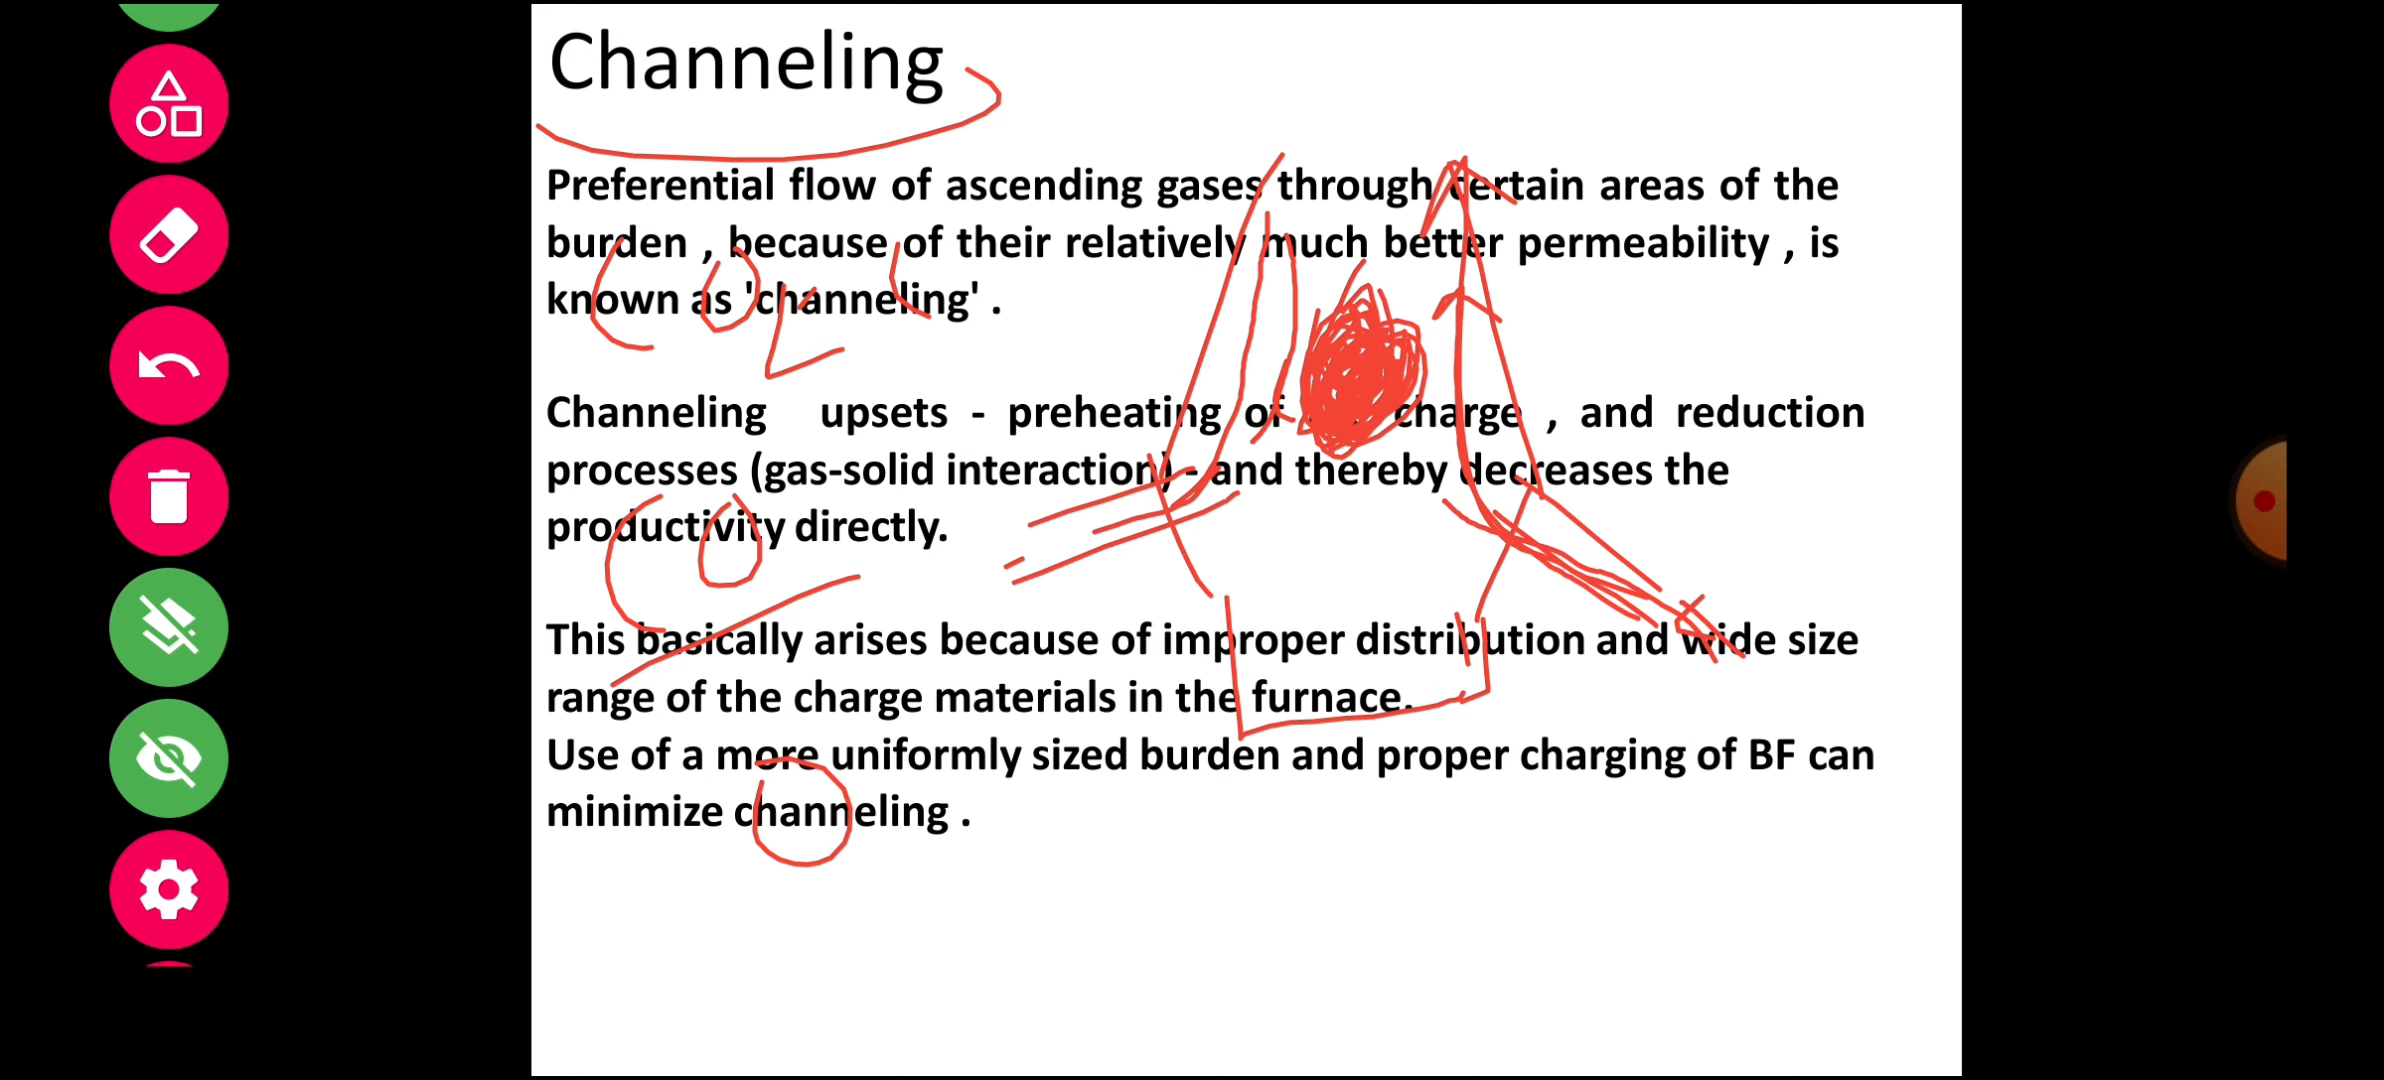 Channeling
Preferential flow of ascending gases through certain areas of the
burden , because of their relatively much better permeability , is
known as 'channeling' .
Channeling upsets - preheating of charge , and reduction
processes (gas-solid interaction) - and thereby decreases the
productivity directly.
This basically arises because of improper distribution and wide size
range of the charge materials in the furnace.
Use of a more uniformly sized burden and proper charging of BF can
minimize channeling .